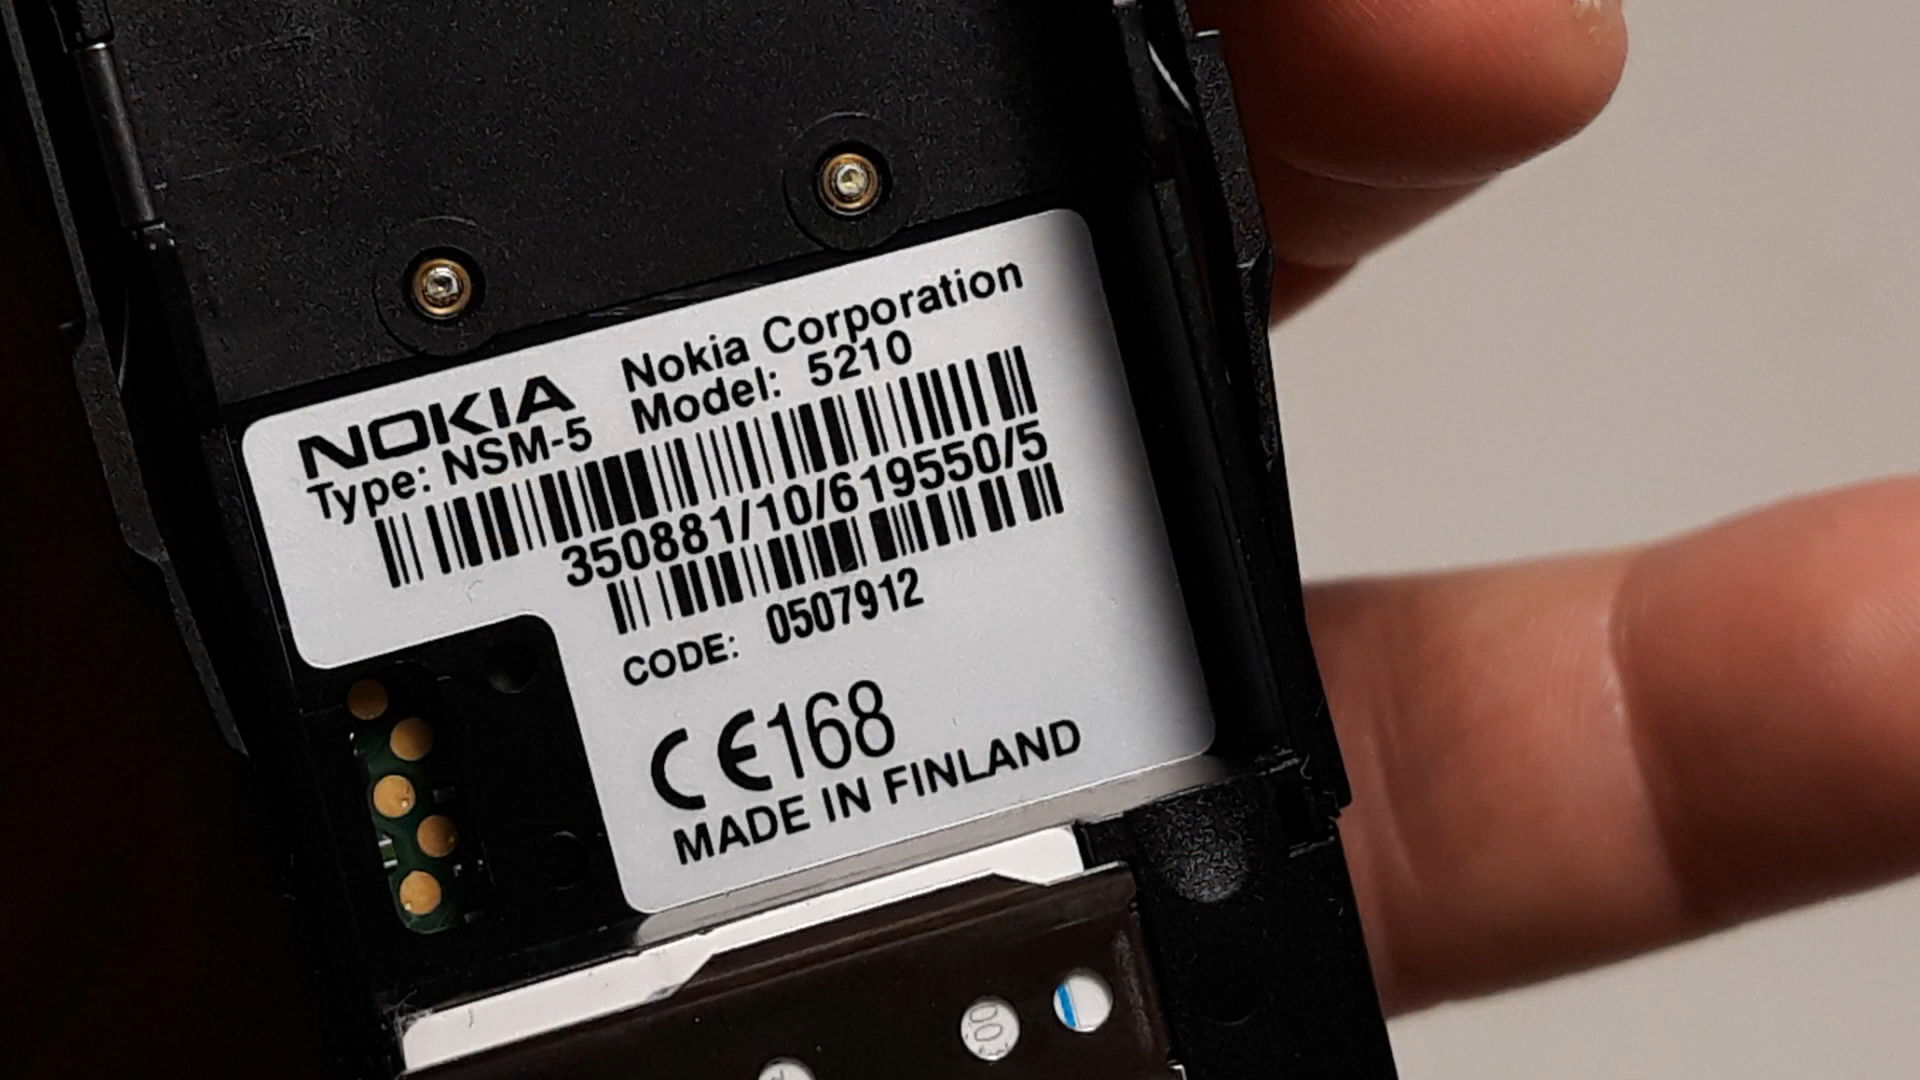 Nokia Corporation
NOKIA Model: 5210
Type: NSM-5
350881/10/619550/5
CODE: 0507912
CE168
MADE IN FINLAND